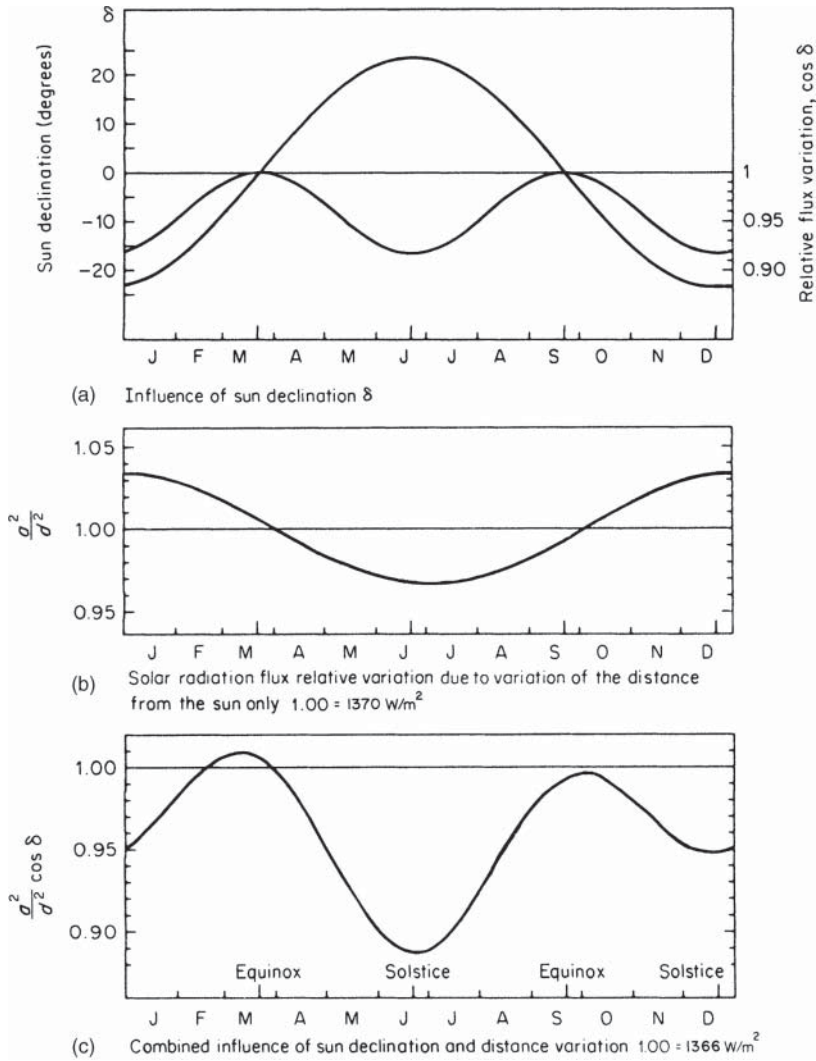 δ
Sun declination (degrees)
20
10
0
-10
-20
1
0.95
0.90
Relative flux variation, cos δ
J F M A M J J A S O N D
(a) Influence of sun declination δ
a²/d²
1.05
1.00
0.95
J F M A M J J A S O N D
(b) Solar radiation flux relative variation due to variation of the distance
from the sun only 1.00 = 1370 W/m²
a²/d² cos δ
1.00
0.95
0.90
Equinox Solstice Equinox Solstice
J F M A M J J A S O N D
(c) Combined influence of sun declination and distance variation 1.00 = 1366 W/m²